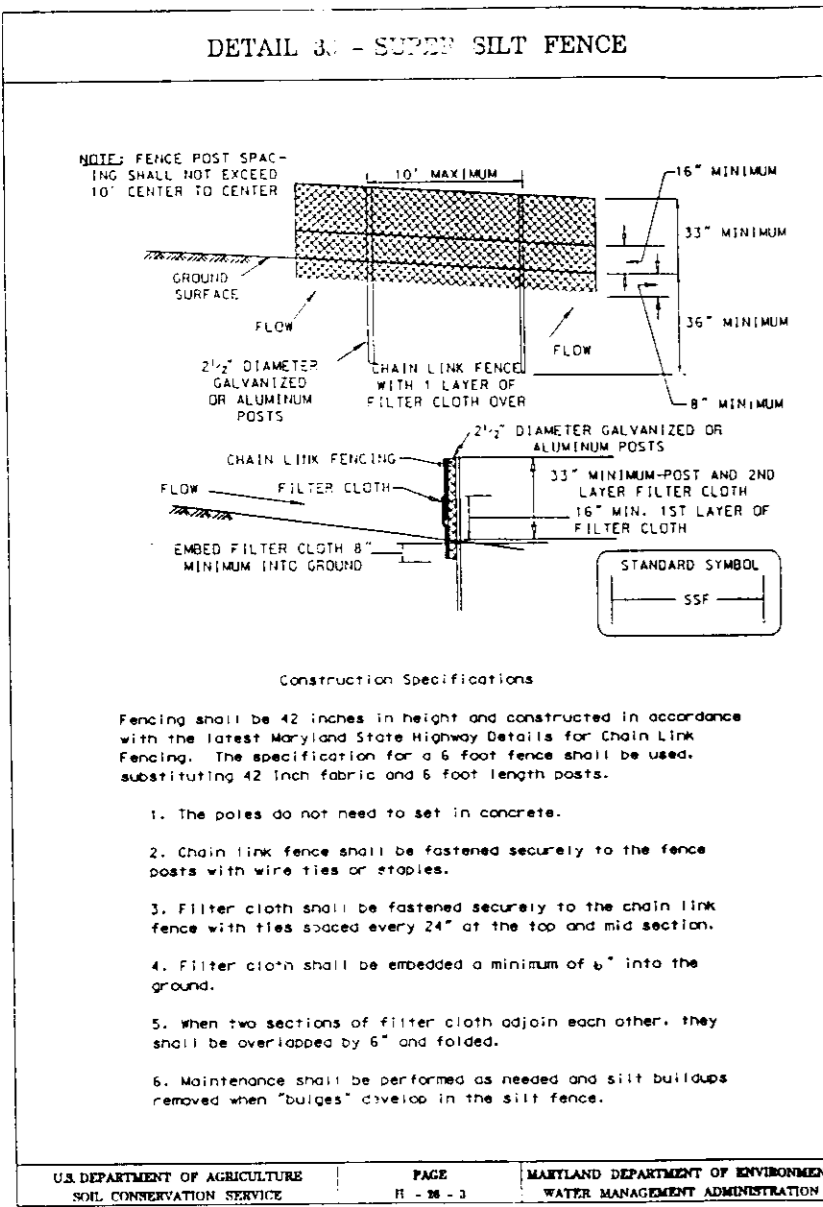 DETAIL - SUPER SILT FENCE
NOTE: FENCE POST SPAC-
ING SHALL NOT EXCEED
10' CENTER TO CENTER
10' MAXIMUM
16" MINIMUM
33" MINIMUM
GROUND
SURFACE
FLOW
FLOW
36" MINIMUM
2 1/2" DIAMETER
GALVANIZED
OR ALUMINUM
POSTS
CHAIN LINK FENCE
WITH 1 LAYER OF
FILTER CLOTH OVER
8" MINIMUM
2 1/2" DIAMETER GALVANIZED OR
ALUMINUM POSTS
CHAIN LINK FENCING
FILTER CLOTH
FLOW
33" MINIMUM-POST AND 2ND
LAYER FILTER CLOTH
16" MIN. 1ST LAYER OF
FILTER CLOTH
EMBED FILTER CLOTH 8"
MINIMUM INTO GROUND
STANDARD SYMBOL
SSF
Construction Specifications
Fencing shall be 42 inches in height and constructed in accordance
with the latest Maryland State Highway Details for Chain Link
Fencing. The specification for a 6 foot fence shall be used,
substituting 42 inch fabric and 6 foot length posts.
1. The poles do not need to set in concrete.
2. Chain link fence shall be fastened securely to the fence
posts with wire ties or staples.
3. Filter cloth shall be fastened securely to the chain link
fence with ties spaced every 24" at the top and mid section.
4. Filter cloth shall be embedded a minimum of into the
ground.
5. When two sections of filter cloth adjoin each other, they
shall be overlapped by 6" and folded.
6. Maintenance shall be performed as needed and silt buildups
removed when "bulges" develop in the silt fence.
U.S. DEPARTMENT OF AGRICULTURE
SOIL CONSERVATION SERVICE
PAGE
H - 26 - 3
MARYLAND DEPARTMENT OF ENVIRONMEN
WATER MANAGEMENT ADMINISTRATION